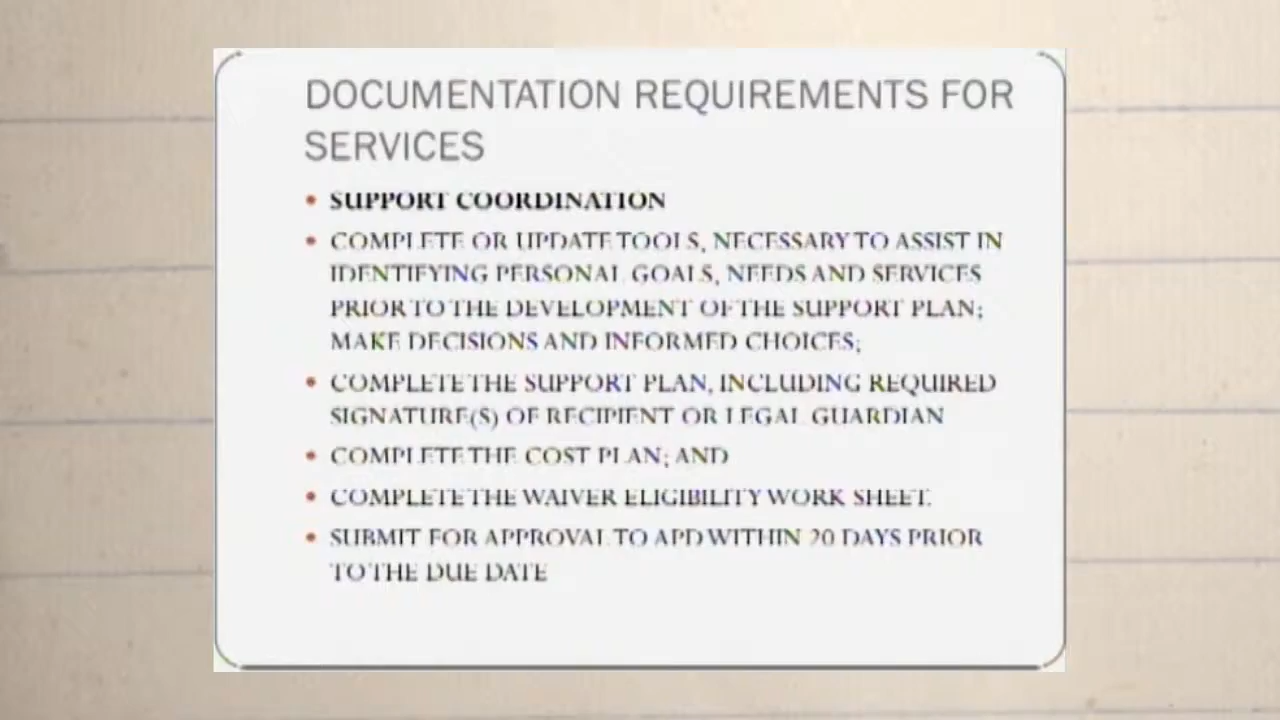 DOCUMENTATION REQUIREMENTS FOR
SERVICES
• SUPPORT COORDINATION
• COMPLETE OR UPDATE TOOLS, NECESSARY TO ASSIST IN
IDENTIFYING PERSONAL GOALS, NEEDS AND SERVICES
PRIOR TO THE DEVELOPMENT OF THE SUPPORT PLAN;
MAKE DECISIONS AND INFORMED CHOICES;
• COMPLETE THE SUPPORT PLAN, INCLUDING REQUIRED
SIGNATURE(S) OF RECIPIENT OR LEGAL GUARDIAN
• COMPLETE THE COST PLAN; AND
• COMPLETE THE WAIVER ELIGIBILITY WORK SHEET.
• SUBMIT FOR APPROVAL TO APD WITHIN 20 DAYS PRIOR
TO THE DUE DATE